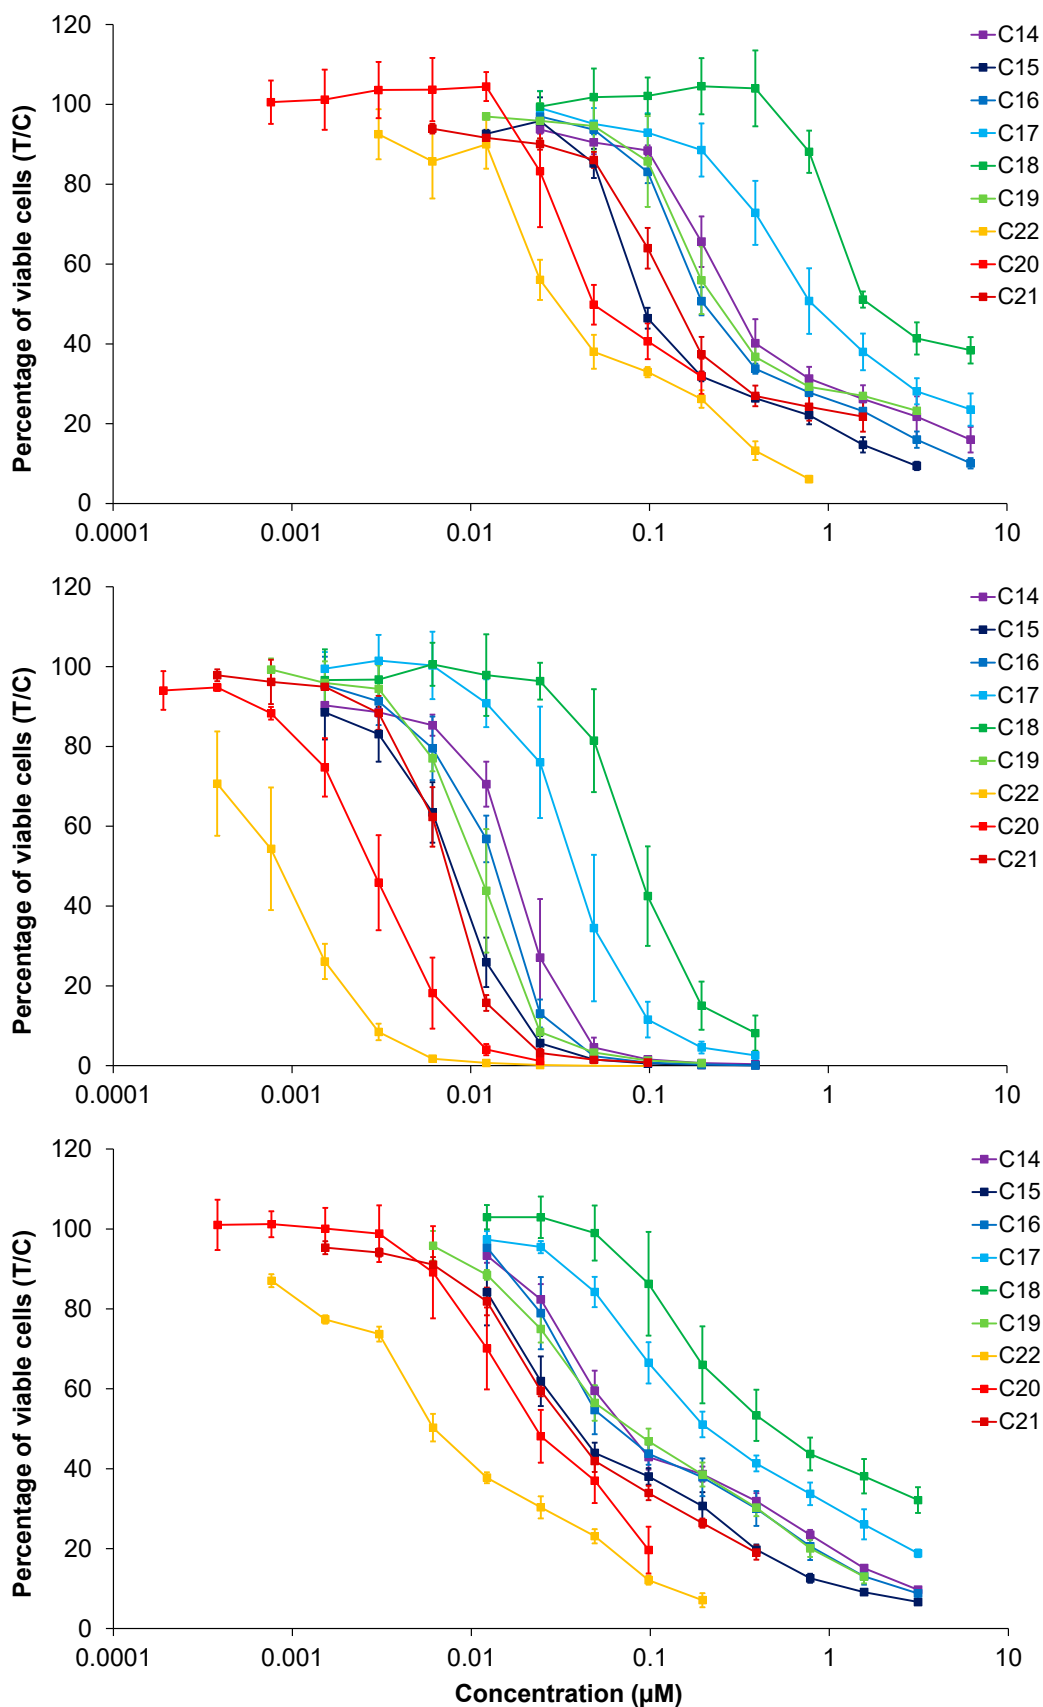 Percentage of viable cells (T/C)
120
100
80
60
40
20
0
0.0001
0.001
0.01
0.1
1
10
C14
C15
C16
C17
C18
C19
C22
C20
C21
Percentage of viable cells (T/C)
120
100
80
60
40
20
0
0.0001
0.001
0.01
0.1
1
10
C14
C15
C16
C17
C18
C19
C22
C20
C21
Percentage of viable cells (T/C)
120
100
80
60
40
20
0
0.0001
0.001
0.01
0.1
1
10
C14
C15
C16
C17
C18
C19
C22
C20
C21
Concentration (µM)